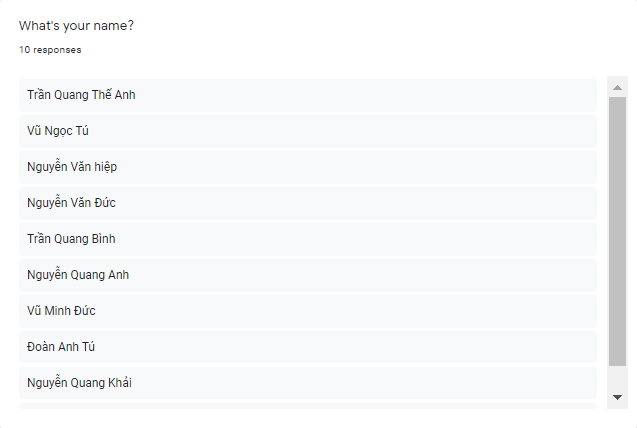 What's your name?
10 responses
Trần Quang Thế Anh
Vũ Ngọc Tú
Nguyễn Văn hiệp
Nguyễn Văn Đức
Trần Quang Bình
Nguyễn Quang Anh
Vũ Minh Đức
Đoàn Anh Tú
Nguyễn Quang Khải